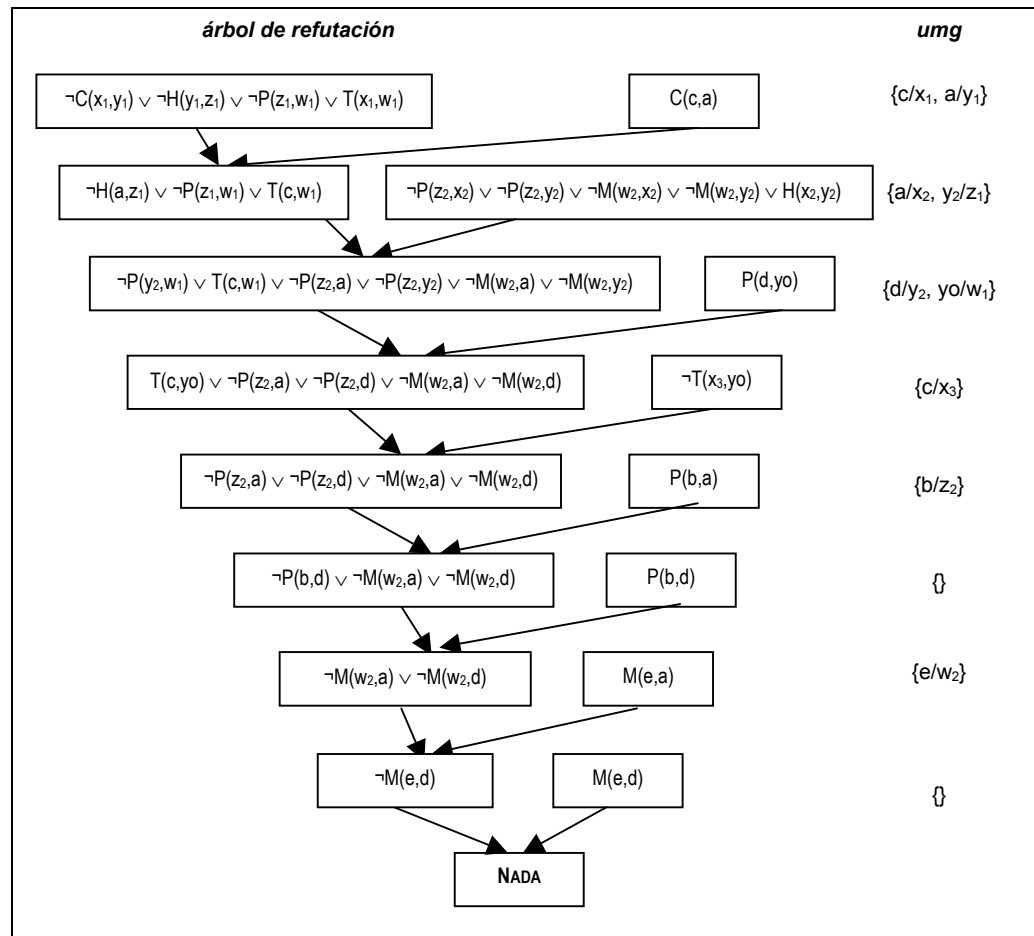 árbol de refutación umg
¬C(x₁,y₁) ∨ ¬H(y₁,z₁) ∨ ¬P(z₁,w₁) ∨ T(x₁,w₁) C(c,a) {c/x₁, a/y₁}
¬H(a,z₁) ∨ ¬P(z₁,w₁) ∨ T(c,w₁) ¬P(z₂,x₂) ∨ ¬P(z₂,y₂) ∨ ¬M(w₂,x₂) ∨ ¬M(w₂,y₂) ∨ H(x₂,y₂) {a/x₂, y₂/z₁}
¬P(y₂,w₁) ∨ T(c,w₁) ∨ ¬P(z₂,a) ∨ ¬P(z₂,y₂) ∨ ¬M(w₂,a) ∨ ¬M(w₂,y₂) P(d,yo) {d/y₂, yo/w₁}
T(c,yo) ∨ ¬P(z₂,a) ∨ ¬P(z₂,d) ∨ ¬M(w₂,a) ∨ ¬M(w₂,d) ¬T(x₃,yo) {c/x₃}
¬P(z₂,a) ∨ ¬P(z₂,d) ∨ ¬M(w₂,a) ∨ ¬M(w₂,d) P(b,a) {b/z₂}
¬P(b,d) ∨ ¬M(w₂,a) ∨ ¬M(w₂,d) P(b,d) {}
¬M(w₂,a) ∨ ¬M(w₂,d) M(e,a) {e/w₂}
¬M(e,d) M(e,d) {}
NADA